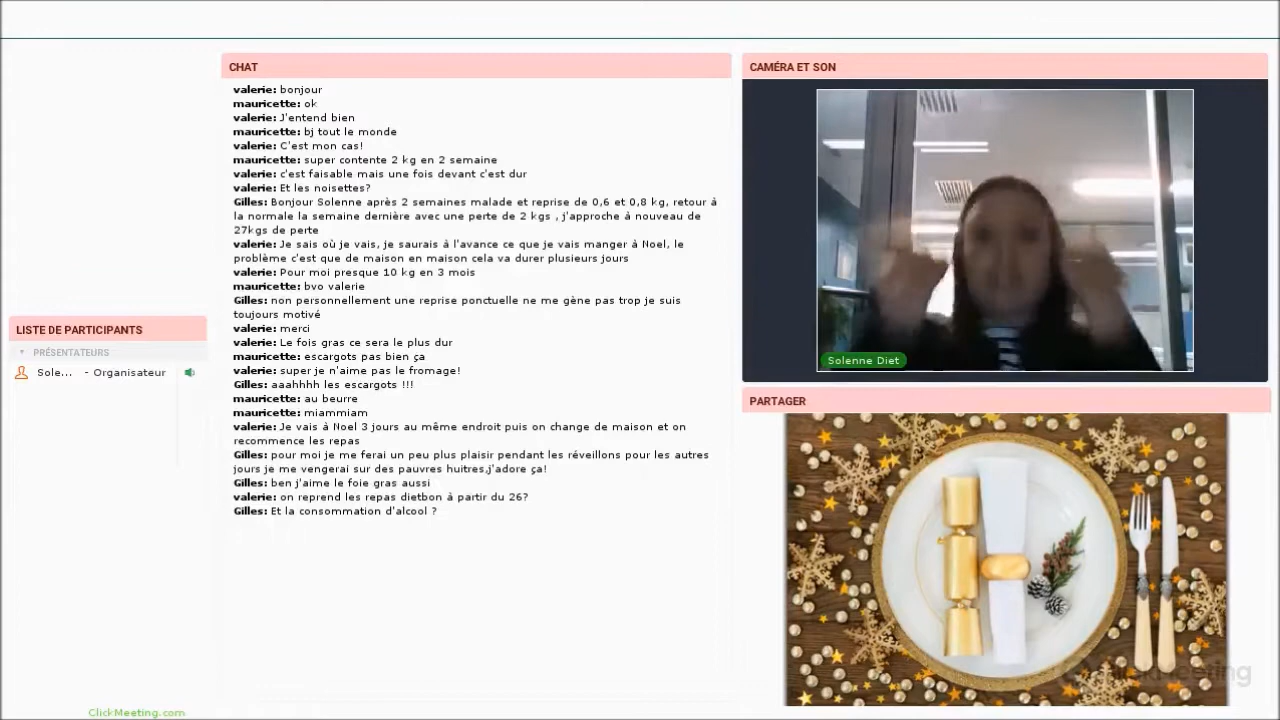 CHAT
valerie: bonjour
mauricette: ok
valerie: J'entend bien
mauricette: bj tout le monde
valerie: C'est mon cas!
mauricette: super contente 2 kg en 2 semaine
valerie: c'est faisable mais une fois devant c'est dur
valerie: Et les noisettes?
Gilles: Bonjour Solenne après 2 semaines malade et reprise de 0,6 et 0,8 kg, retour à
la normale la semaine dernière avec une perte de 2 kgs , j'approche à nouveau de
27kgs de perte
valerie: Je sais où je vais, je saurais à l'avance ce que je vais manger à Noel, le
problème c'est que de maison en maison cela va durer plusieurs jours
valerie: Pour moi presque 10 kg en 3 mois
mauricette: bvo valerie
Gilles: non personnellement une reprise ponctuelle ne me gène pas trop je suis
toujours motivé
valerie: merci
valerie: Le fois gras ce sera le plus dur
mauricette: escargots pas bien ça
valerie: super je n'aime pas le fromage!
Gilles: aaahhhh les escargots !!!
mauricette: au beurre
mauricette: miammiam
valerie: Je vais à Noel 3 jours au même endroit puis on change de maison et on
recommence les repas
Gilles: pour moi je me ferai un peu plus plaisir pendant les réveillons pour les autres
jours je me vengerai sur des pauvres huitres,j'adore ça!
Gilles: ben j'aime le foie gras aussi
valerie: on reprend les repas dietbon à partir du 26?
Gilles: Et la consommation d'alcool ?
LISTE DE PARTICIPANTS
PRÉSENTATEURS
Sole... - Organisateur
CAMÉRA ET SON
Solenne Diet
PARTAGER
ClickMeeting
ClickMeeting.com